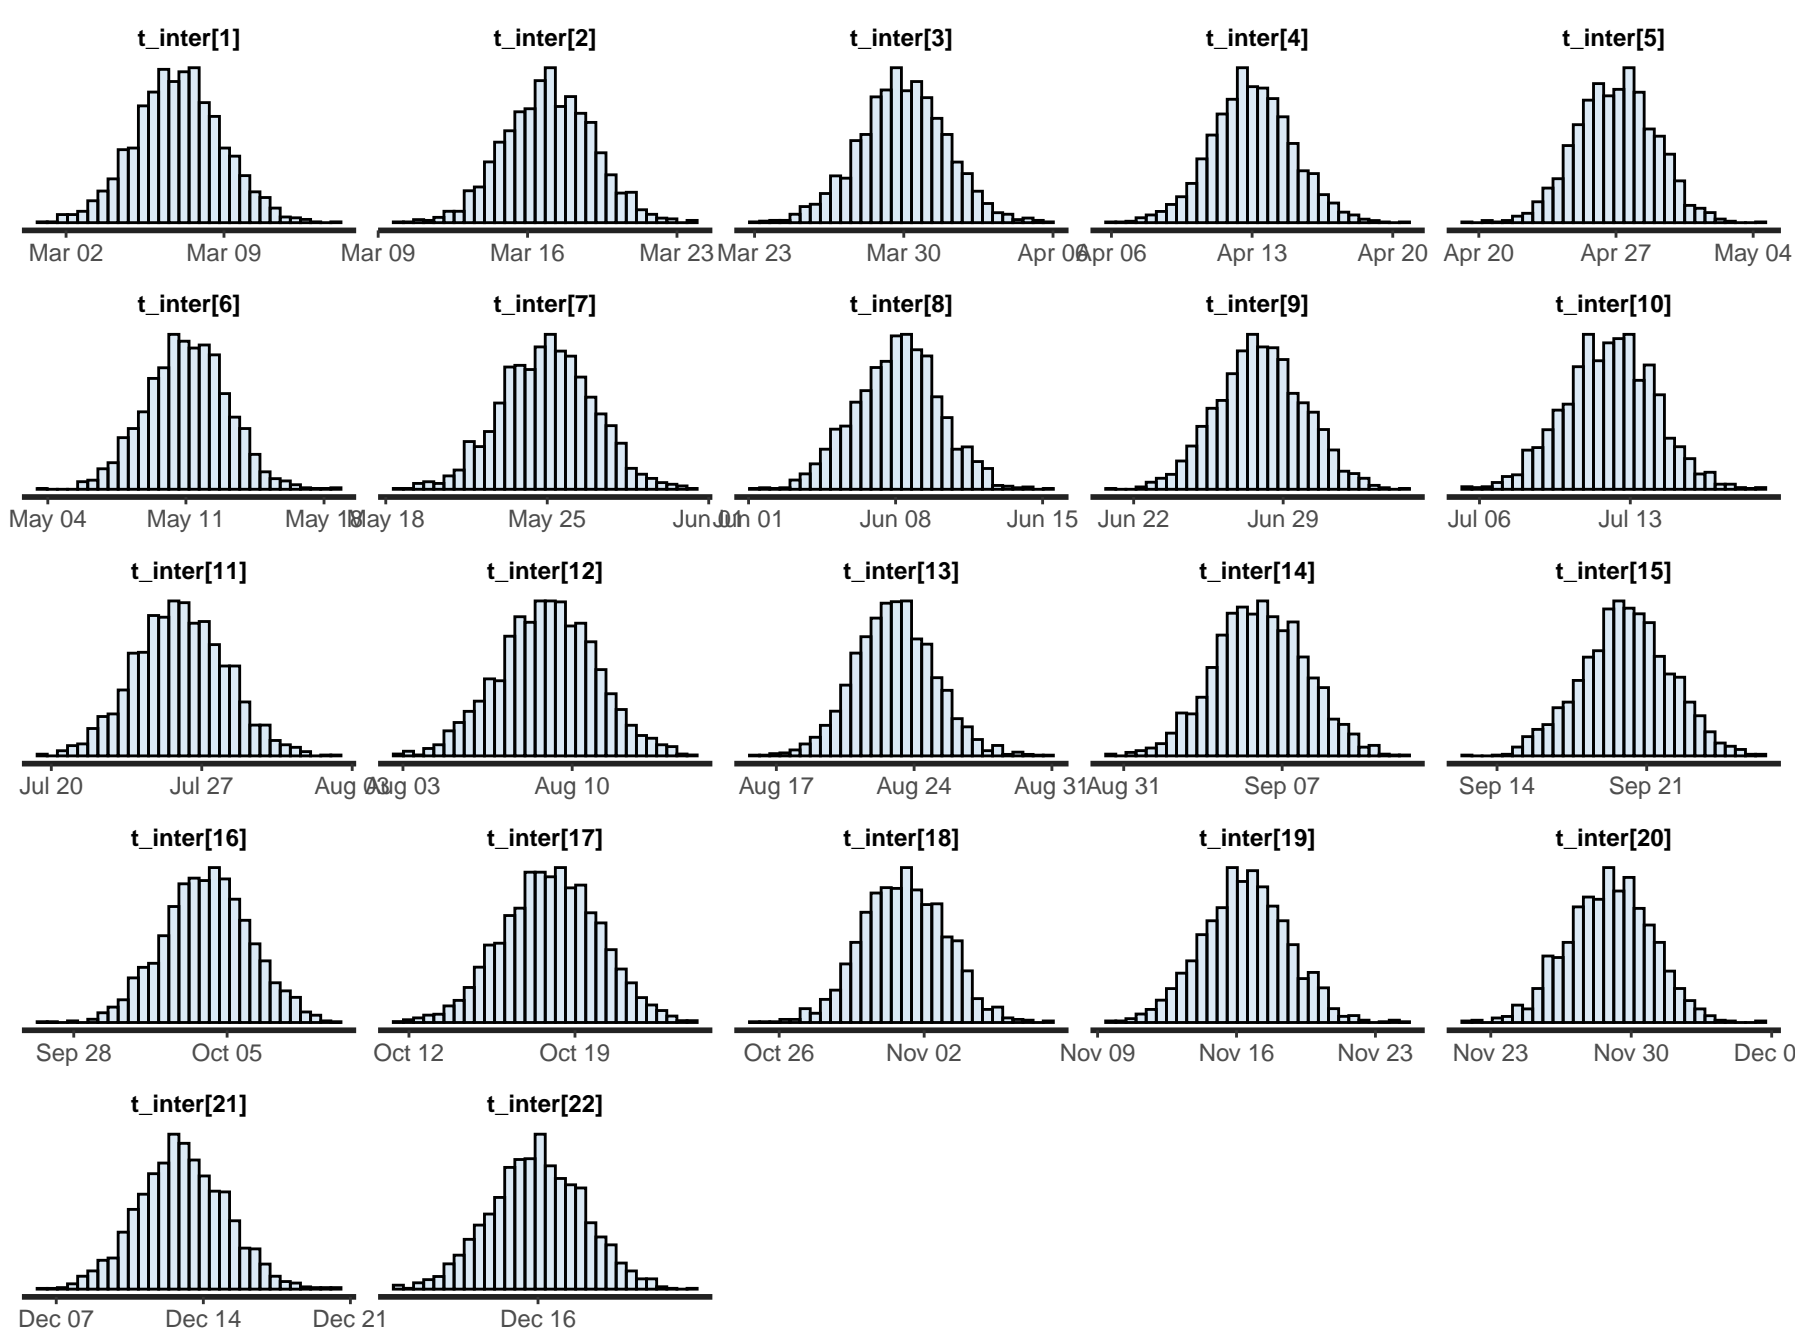 t_inter[1] t_inter[2] t_inter[3] t_inter[4] t_inter[5]
Mar 02 Mar 09 Mar 09 Mar 16 Mar 23 Mar 23 Mar 30 Apr 06 Apr 06 Apr 13 Apr 20 Apr 20 Apr 27 May 04
t_inter[6] t_inter[7] t_inter[8] t_inter[9] t_inter[10]
May 04 May 11 May 18 May 18 May 25 Jun 01 Jun 01 Jun 08 Jun 15 Jun 22 Jun 29 Jul 06 Jul 13
t_inter[11] t_inter[12] t_inter[13] t_inter[14] t_inter[15]
Jul 20 Jul 27 Aug 03 Aug 03 Aug 10 Aug 17 Aug 24 Aug 31 Aug 31 Sep 07 Sep 14 Sep 21
t_inter[16] t_inter[17] t_inter[18] t_inter[19] t_inter[20]
Sep 28 Oct 05 Oct 12 Oct 19 Oct 26 Nov 02 Nov 09 Nov 16 Nov 23 Nov 23 Nov 30 Dec 0
t_inter[21] t_inter[22]
Dec 07 Dec 14 Dec 21 Dec 16